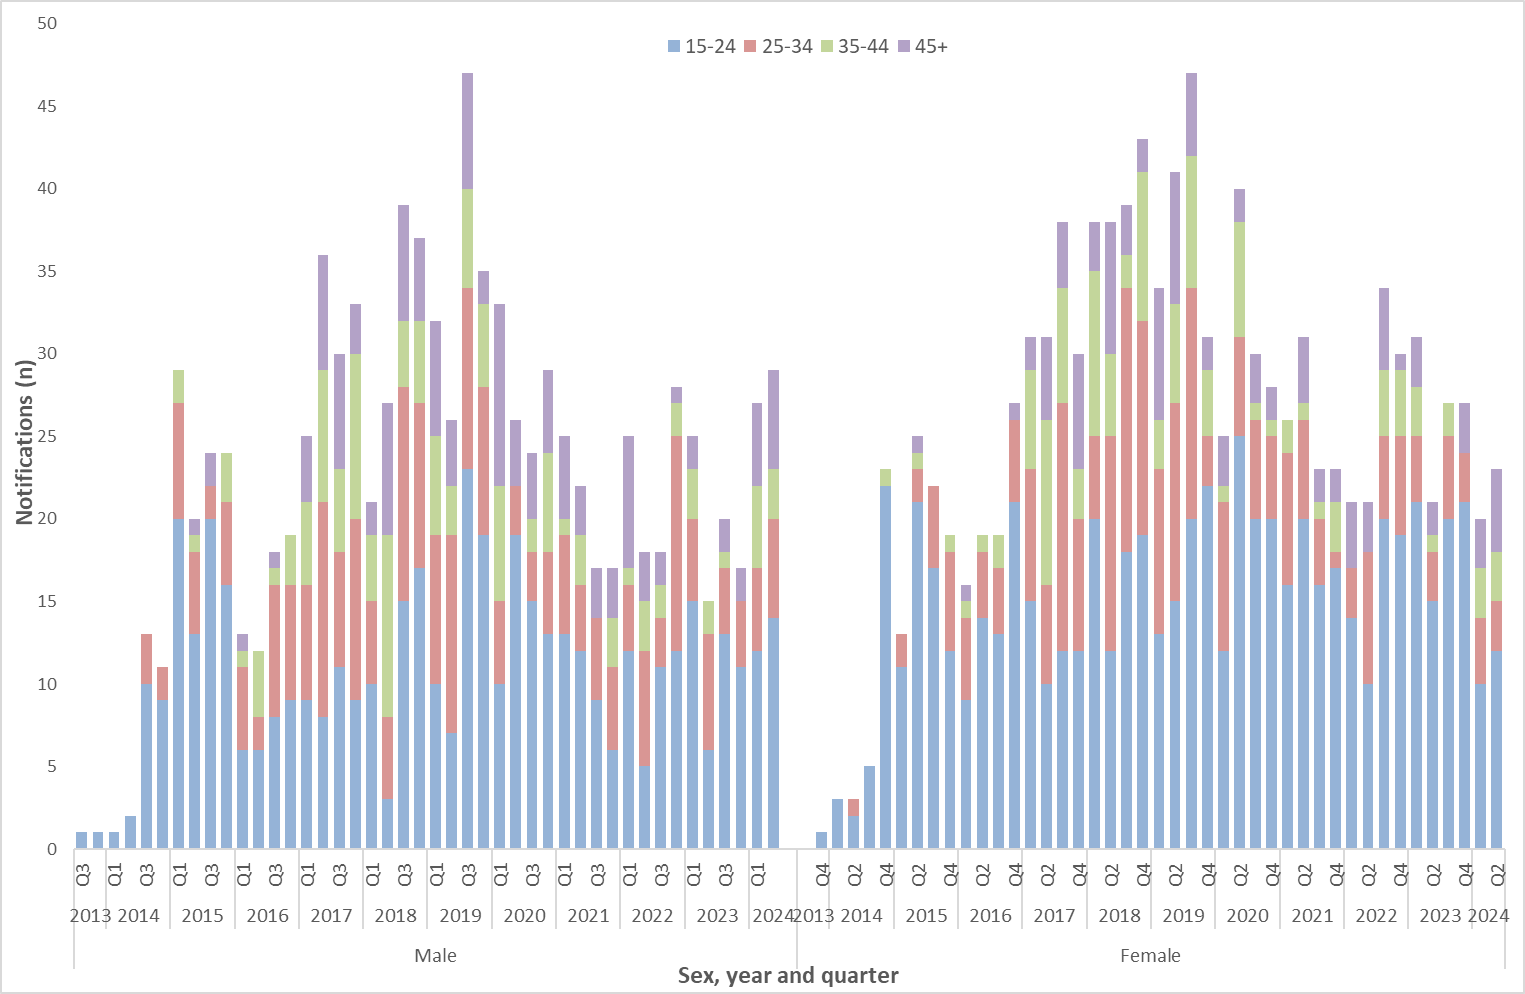 50
15-24 25-34 35-44 45+
45
40
35
30
25
20
15
10
5
0
Notifications (n)
Q3 Q1 Q3 Q1 Q3 Q1 Q3 Q1 Q3 Q1 Q3 Q1 Q3 Q1 Q3 Q1 Q3 Q1 Q3 Q1 Q3 Q1 Q4 Q2 Q4 Q2 Q4 Q2 Q4 Q2 Q4 Q2 Q4 Q2 Q4 Q2 Q4 Q2 Q4 Q2 Q4 Q2 Q4 Q2
2013 2014 2015 2016 2017 2018 2019 2020 2021 2022 2023 2024 2013 2014 2015 2016 2017 2018 2019 2020 2021 2022 2023 2024
Male Female
Sex, year and quarter